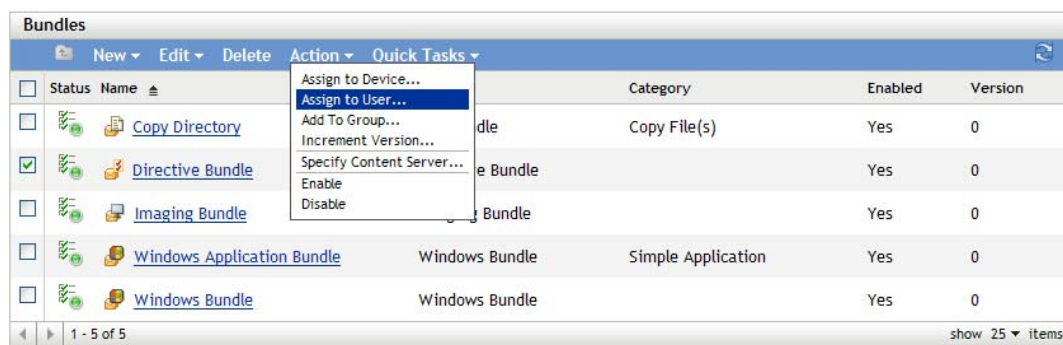 Bundles
New Edit Delete Action Quick Tasks
Assign to Device...
Assign to User...
Add To Group...
Increment Version...
Specify Content Server...
Enable
Disable
Status Name Category Enabled Version
Copy Directory dle Copy File(s) Yes 0
Directive Bundle e Bundle Yes 0
Imaging Bundle Bundle Yes 0
Windows Application Bundle Windows Bundle Simple Application Yes 0
Windows Bundle Windows Bundle Yes 0
1 - 5 of 5 show 25 items